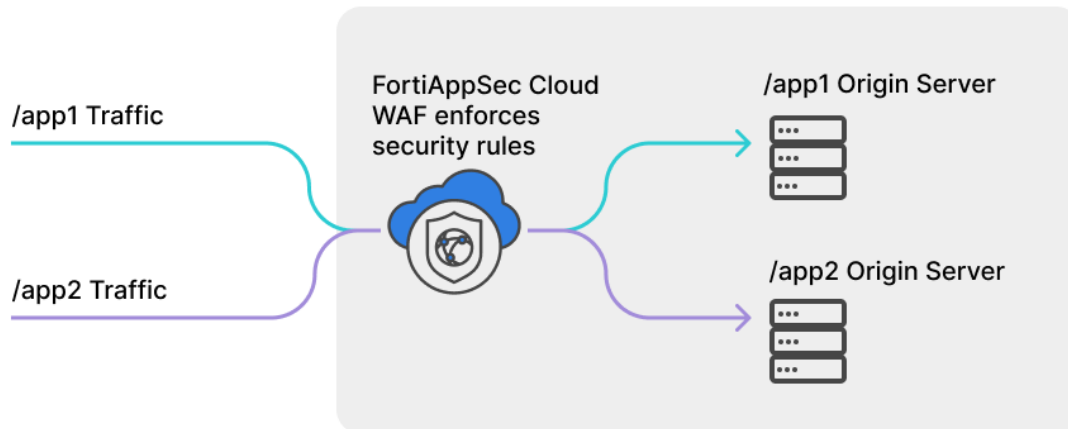 /app1 Traffic
FortiAppSec Cloud
WAF enforces
security rules
/app1 Origin Server
/app2 Traffic
/app2 Origin Server